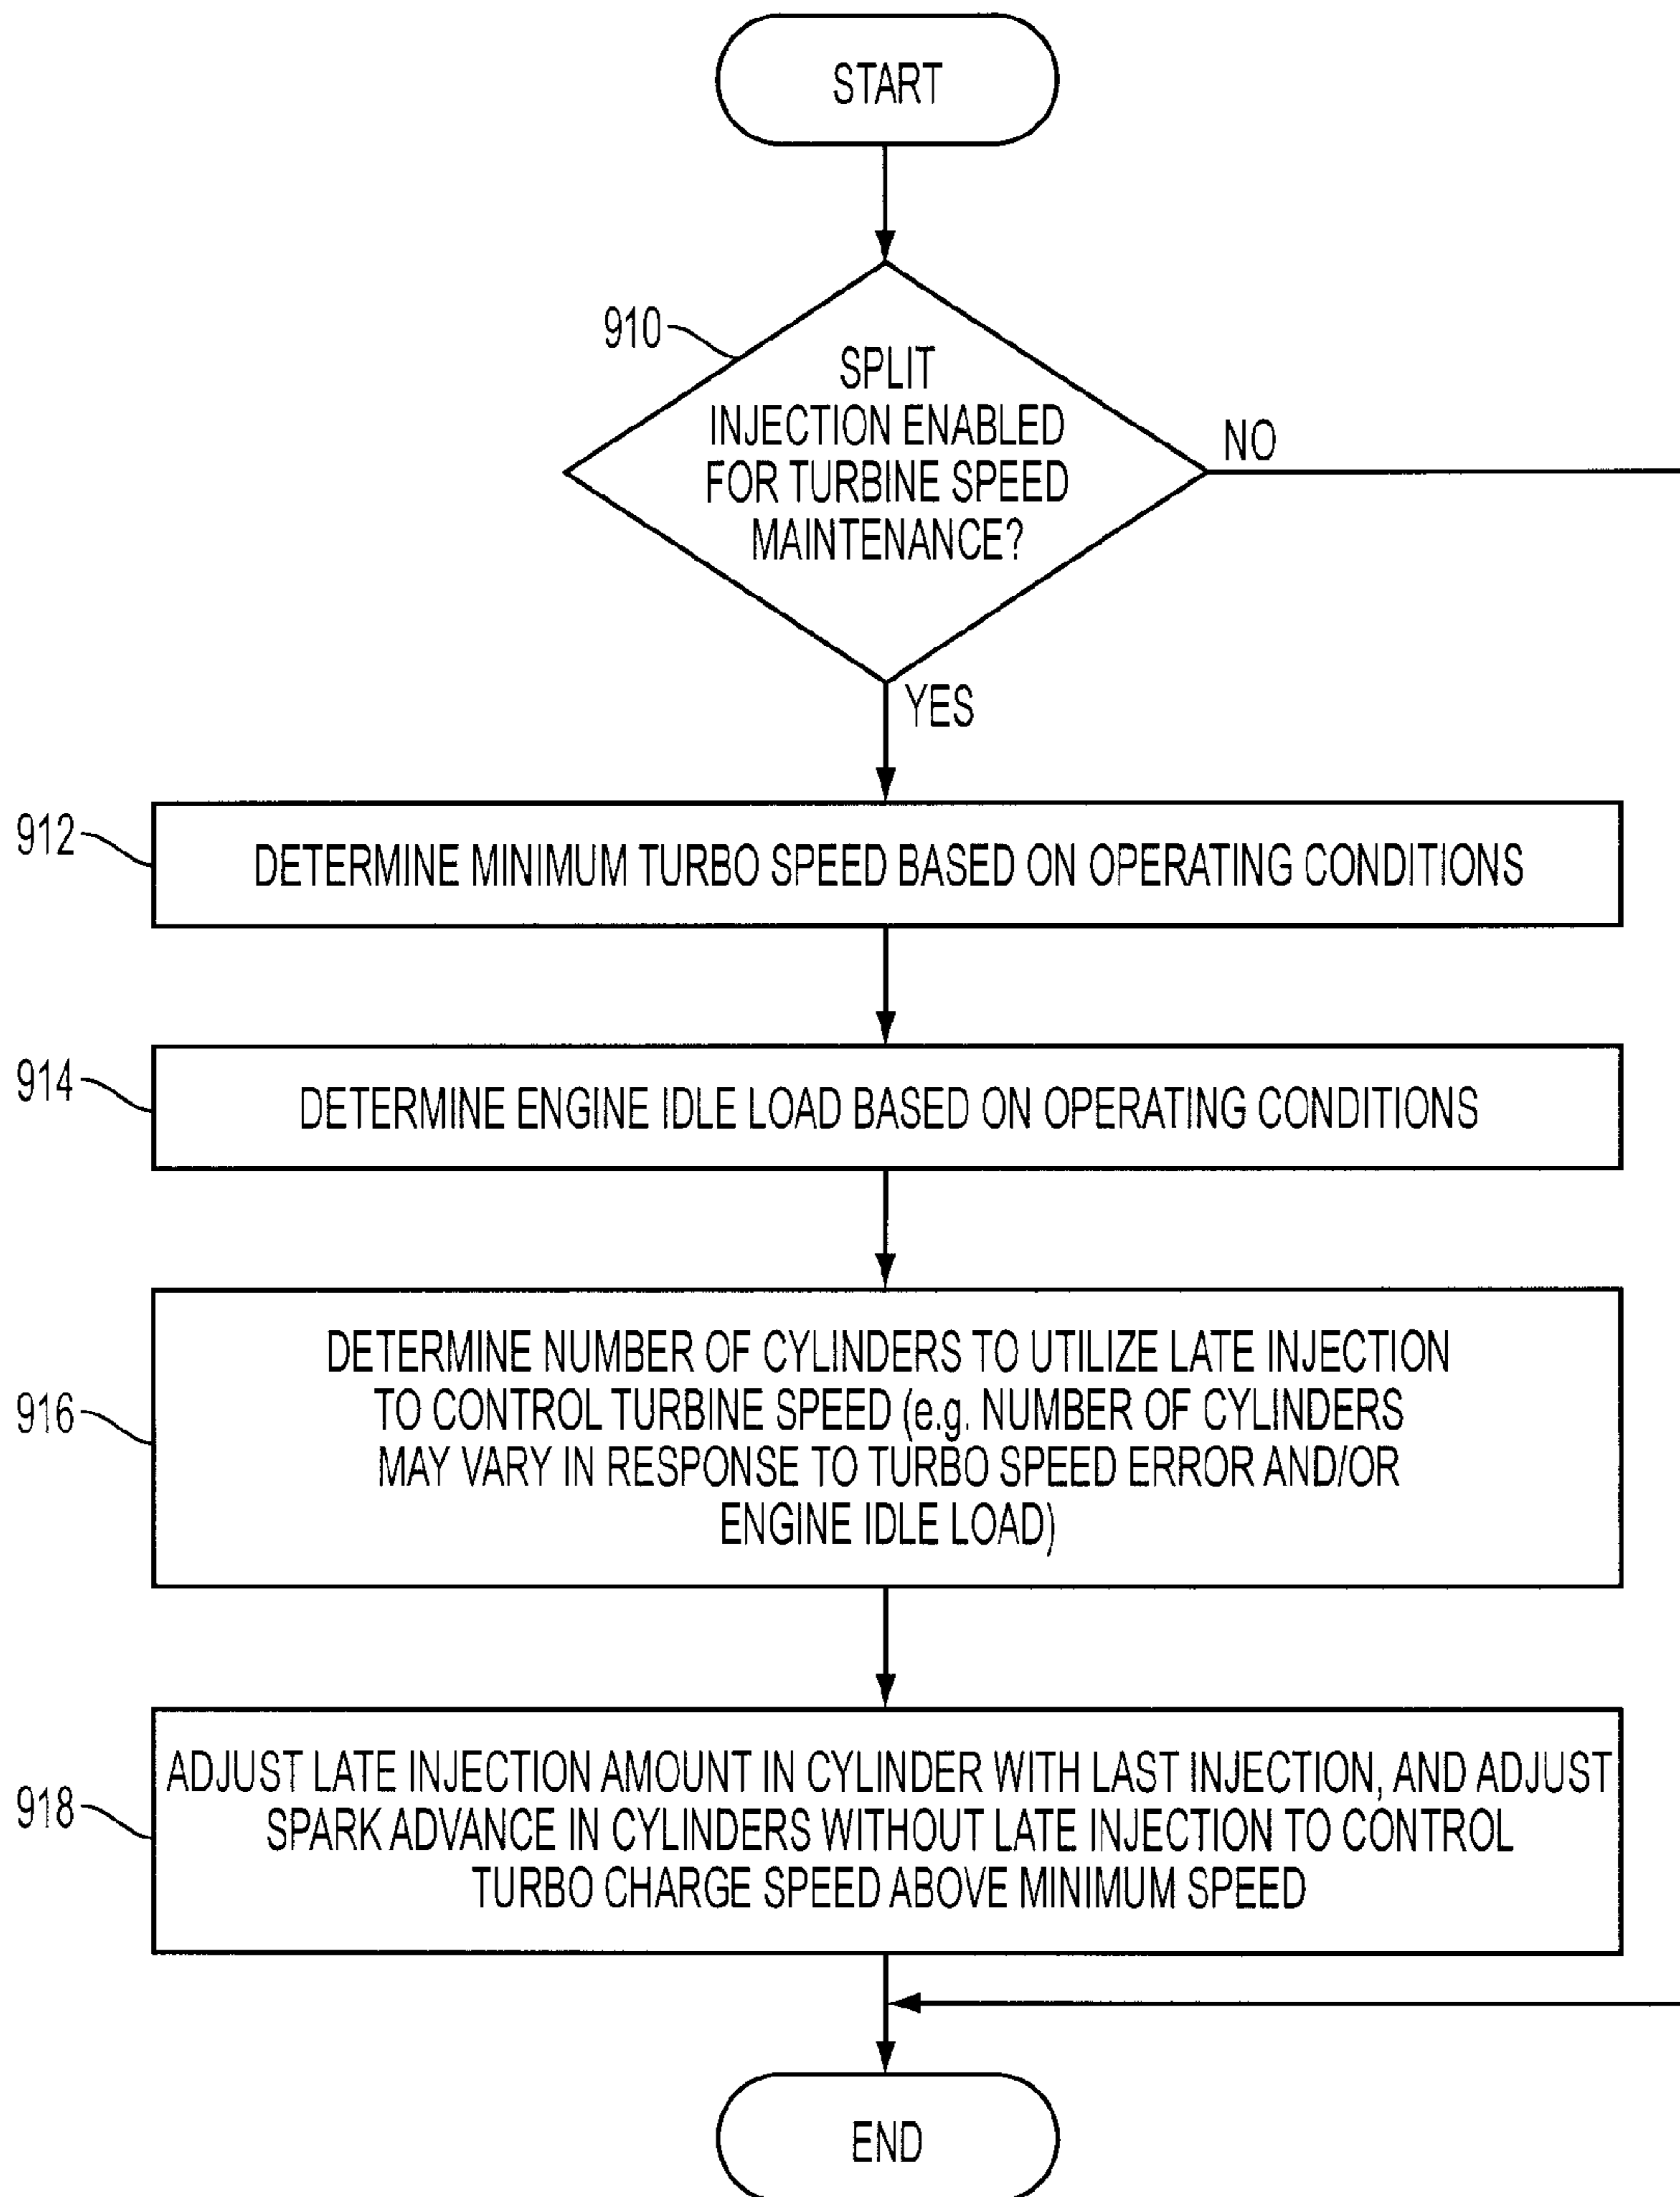 START
910
SPLIT
INJECTION ENABLED
FOR TURBINE SPEED
MAINTENANCE?
NO
YES
912
DETERMINE MINIMUM TURBO SPEED BASED ON OPERATING CONDITIONS
914
DETERMINE ENGINE IDLE LOAD BASED ON OPERATING CONDITIONS
916
DETERMINE NUMBER OF CYLINDERS TO UTILIZE LATE INJECTION
TO CONTROL TURBINE SPEED (e.g. NUMBER OF CYLINDERS
MAY VARY IN RESPONSE TO TURBO SPEED ERROR AND/OR
ENGINE IDLE LOAD)
918
ADJUST LATE INJECTION AMOUNT IN CYLINDER WITH LAST INJECTION, AND ADJUST
SPARK ADVANCE IN CYLINDERS WITHOUT LATE INJECTION TO CONTROL
TURBO CHARGE SPEED ABOVE MINIMUM SPEED
END